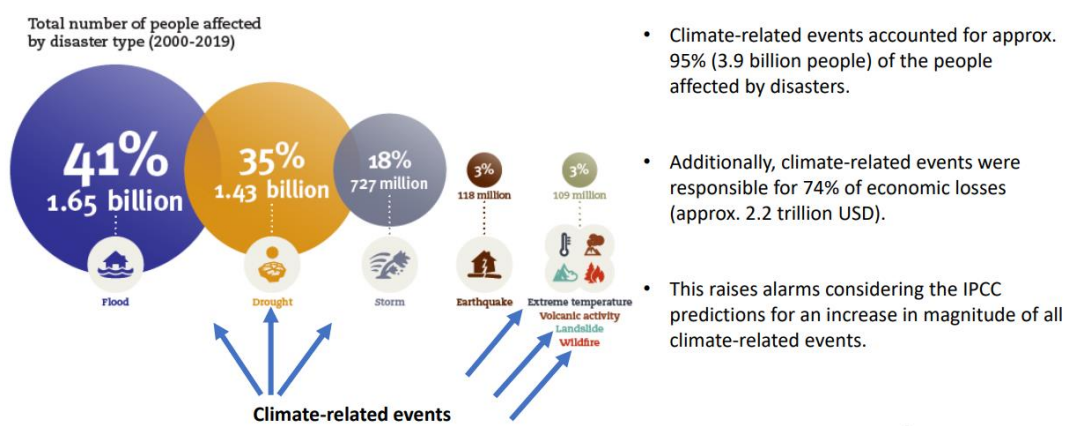 Total number of people affected
by disaster type (2000-2019)
41%
1.65 billion
Flood
35%
1.43 billion
Drought
18%
727 million
Storm
3%
118 million
Earthquake
3%
109 million
Extreme temperature
Volcanic activity
Landslide
Wildfire
Climate-related events
• Climate-related events accounted for approx.
95% (3.9 billion people) of the people
affected by disasters.
• Additionally, climate-related events were
responsible for 74% of economic losses
(approx. 2.2 trillion USD).
• This raises alarms considering the IPCC
predictions for an increase in magnitude of all
climate-related events.